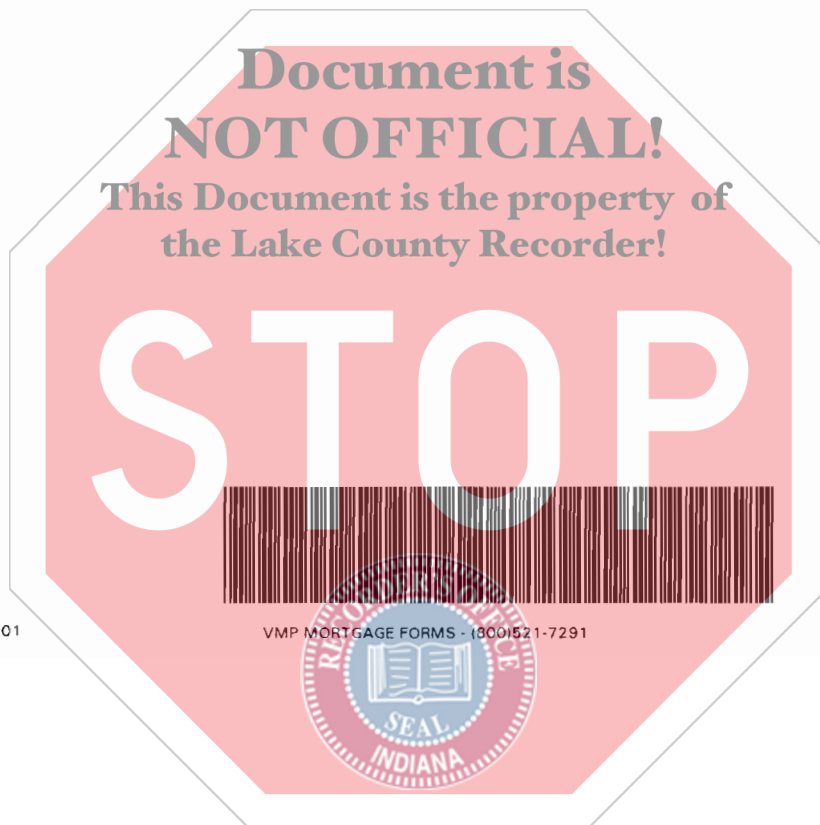 Document is
NOT OFFICIAL!
This Document is the property of
the Lake County Recorder!
STOP
01
VMP MORTGAGE FORMS - (800)521-7291
RECORDER'S OFFICE
SEAL
INDIANA